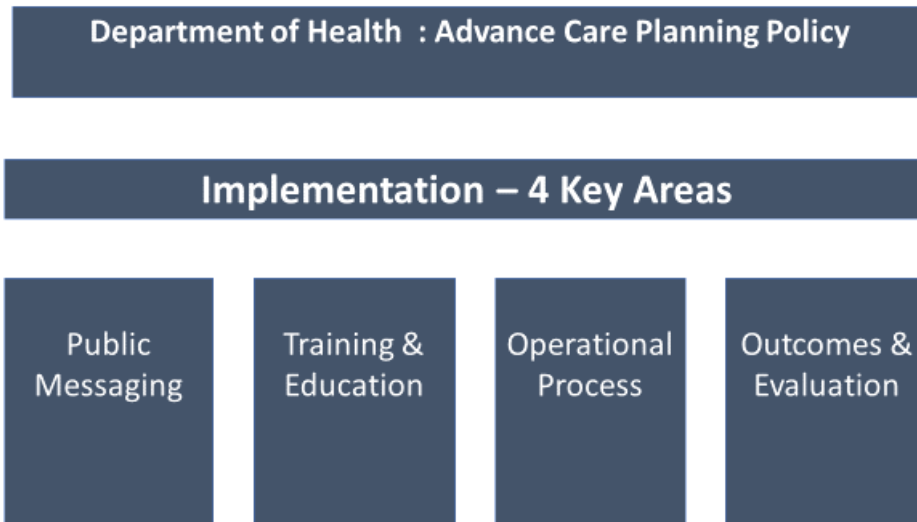 Department of Health : Advance Care Planning Policy
Implementation – 4 Key Areas
Public
Messaging
Training &
Education
Operational
Process
Outcomes &
Evaluation